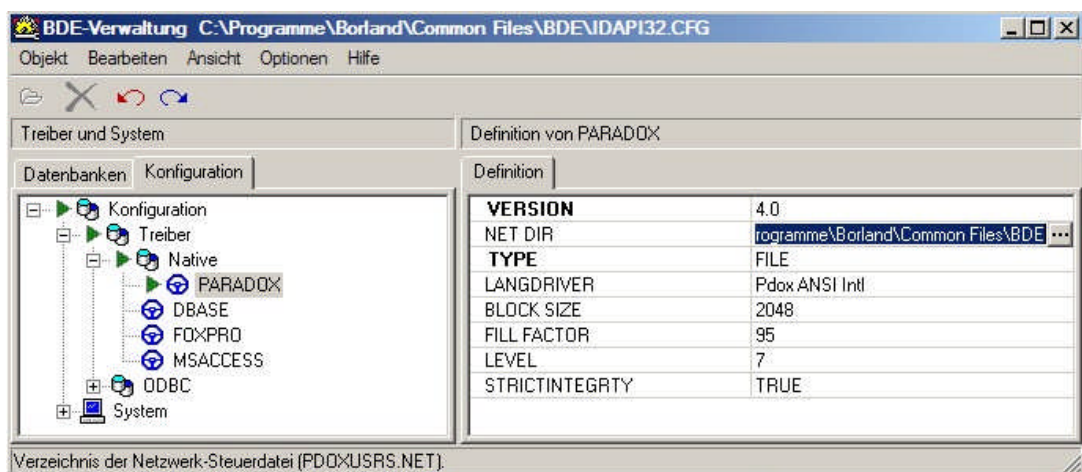 BDE-Verwaltung C:\Programme\Borland\Common Files\BDE\IDAPI32.CFG
Objekt Bearbeiten Ansicht Optionen Hilfe
Treiber und System
Definition von PARADOX
Datenbanken Konfiguration
Konfiguration
Treiber
Native
PARADOX
DBASE
FOXPRO
MSACCESS
ODBC
System
Definition
VERSION 4.0
NET DIR rogramme\Borland\Common Files\BDE ...
TYPE FILE
LANGDRIVER Pdox ANSI Intl
BLOCK SIZE 2048
FILL FACTOR 95
LEVEL 7
STRICTINTEGRTY TRUE
Verzeichnis der Netzwerk-Steuerdatei (PDOXUSRS.NET).